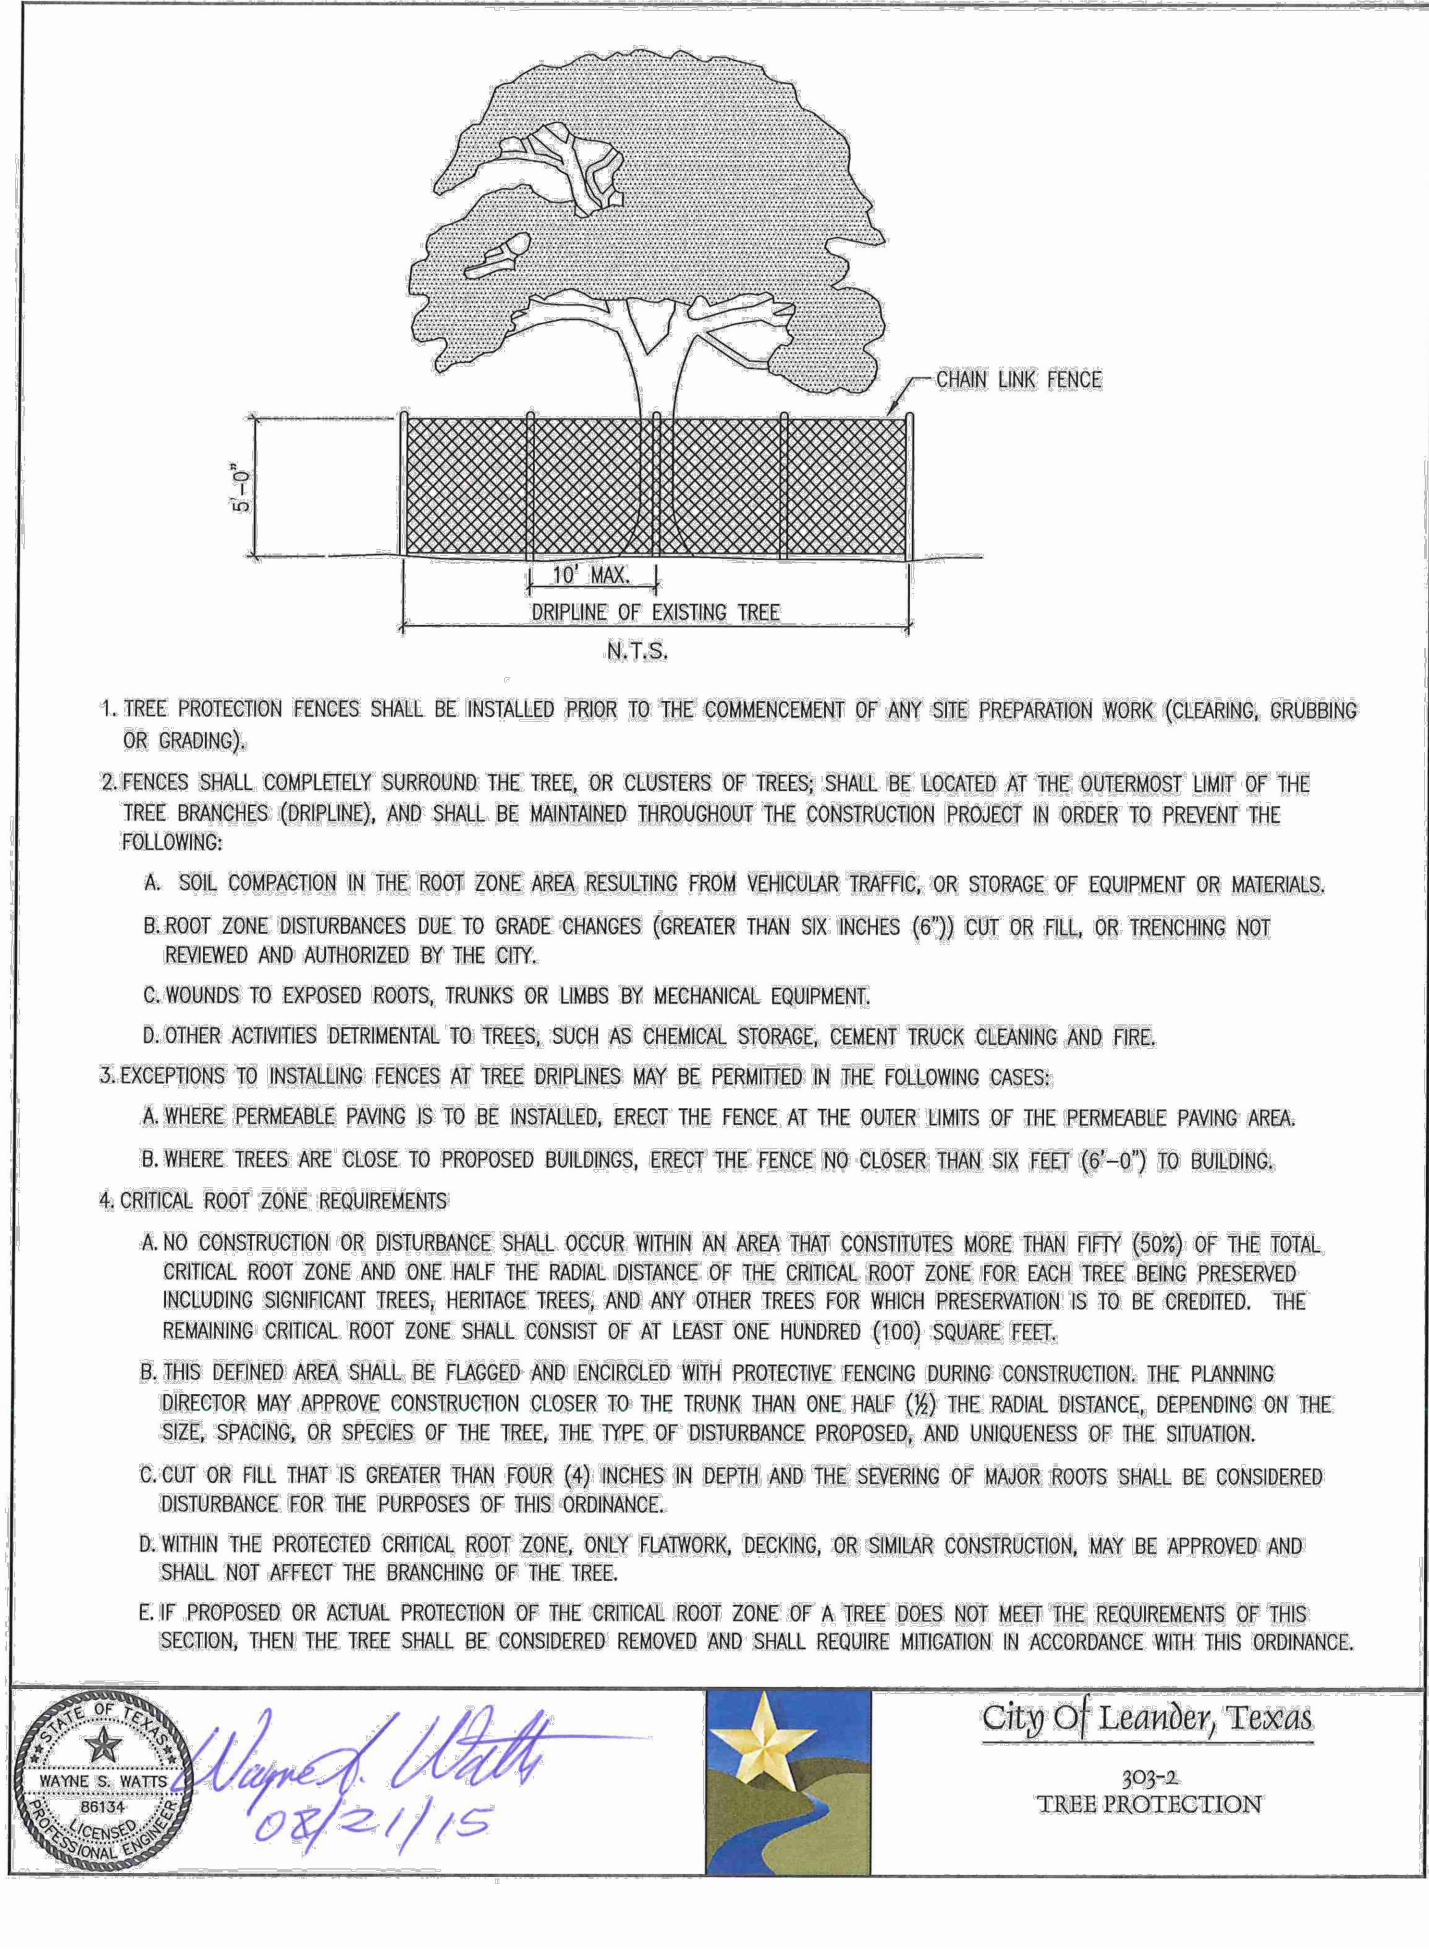 CHAIN LINK FENCE
5'-0"
10' MAX.
DRIPLINE OF EXISTING TREE
N.T.S.
1. TREE PROTECTION FENCES SHALL BE INSTALLED PRIOR TO THE COMMENCEMENT OF ANY SITE PREPARATION WORK (CLEARING, GRUBBING
OR GRADING).
2. FENCES SHALL COMPLETELY SURROUND THE TREE, OR CLUSTERS OF TREES; SHALL BE LOCATED AT THE OUTERMOST LIMIT OF THE
TREE BRANCHES (DRIPLINE), AND SHALL BE MAINTAINED THROUGHOUT THE CONSTRUCTION PROJECT IN ORDER TO PREVENT THE
FOLLOWING:
A. SOIL COMPACTION IN THE ROOT ZONE AREA RESULTING FROM VEHICULAR TRAFFIC, OR STORAGE OF EQUIPMENT OR MATERIALS.
B. ROOT ZONE DISTURBANCES DUE TO GRADE CHANGES (GREATER THAN SIX INCHES (6")) CUT OR FILL, OR TRENCHING NOT
REVIEWED AND AUTHORIZED BY THE CITY.
C. WOUNDS TO EXPOSED ROOTS, TRUNKS OR LIMBS BY MECHANICAL EQUIPMENT.
D. OTHER ACTIVITIES DETRIMENTAL TO TREES, SUCH AS CHEMICAL STORAGE, CEMENT TRUCK CLEANING AND FIRE.
3. EXCEPTIONS TO INSTALLING FENCES AT TREE DRIPLINES MAY BE PERMITTED IN THE FOLLOWING CASES:
A. WHERE PERMEABLE PAVING IS TO BE INSTALLED, ERECT THE FENCE AT THE OUTER LIMITS OF THE PERMEABLE PAVING AREA.
B. WHERE TREES ARE CLOSE TO PROPOSED BUILDINGS, ERECT THE FENCE NO CLOSER THAN SIX FEET (6'-0") TO BUILDING.
4. CRITICAL ROOT ZONE REQUIREMENTS
A. NO CONSTRUCTION OR DISTURBANCE SHALL OCCUR WITHIN AN AREA THAT CONSTITUTES MORE THAN FIFTY (50%) OF THE TOTAL
CRITICAL ROOT ZONE AND ONE HALF THE RADIAL DISTANCE OF THE CRITICAL ROOT ZONE FOR EACH TREE BEING PRESERVED
INCLUDING SIGNIFICANT TREES, HERITAGE TREES, AND ANY OTHER TREES FOR WHICH PRESERVATION IS TO BE CREDITED. THE
REMAINING CRITICAL ROOT ZONE SHALL CONSIST OF AT LEAST ONE HUNDRED (100) SQUARE FEET.
B. THIS DEFINED AREA SHALL BE FLAGGED AND ENCIRCLED WITH PROTECTIVE FENCING DURING CONSTRUCTION. THE PLANNING
DIRECTOR MAY APPROVE CONSTRUCTION CLOSER TO THE TRUNK THAN ONE HALF (½) THE RADIAL DISTANCE, DEPENDING ON THE
SIZE, SPACING, OR SPECIES OF THE TREE, THE TYPE OF DISTURBANCE PROPOSED, AND UNIQUENESS OF THE SITUATION.
C. CUT OR FILL THAT IS GREATER THAN FOUR (4) INCHES IN DEPTH AND THE SEVERING OF MAJOR ROOTS SHALL BE CONSIDERED
DISTURBANCE FOR THE PURPOSES OF THIS ORDINANCE.
D. WITHIN THE PROTECTED CRITICAL ROOT ZONE, ONLY FLATWORK, DECKING, OR SIMILAR CONSTRUCTION, MAY BE APPROVED AND
SHALL NOT AFFECT THE BRANCHING OF THE TREE.
E. IF PROPOSED OR ACTUAL PROTECTION OF THE CRITICAL ROOT ZONE OF A TREE DOES NOT MEET THE REQUIREMENTS OF THIS
SECTION, THEN THE TREE SHALL BE CONSIDERED REMOVED AND SHALL REQUIRE MITIGATION IN ACCORDANCE WITH THIS ORDINANCE.
STATE OF TEXAS
WAYNE S. WATTS
86134
LICENSED
PROFESSIONAL ENGINEER
Wayne S. Watts
08/21/15
City Of Leander, Texas
303-2
TREE PROTECTION